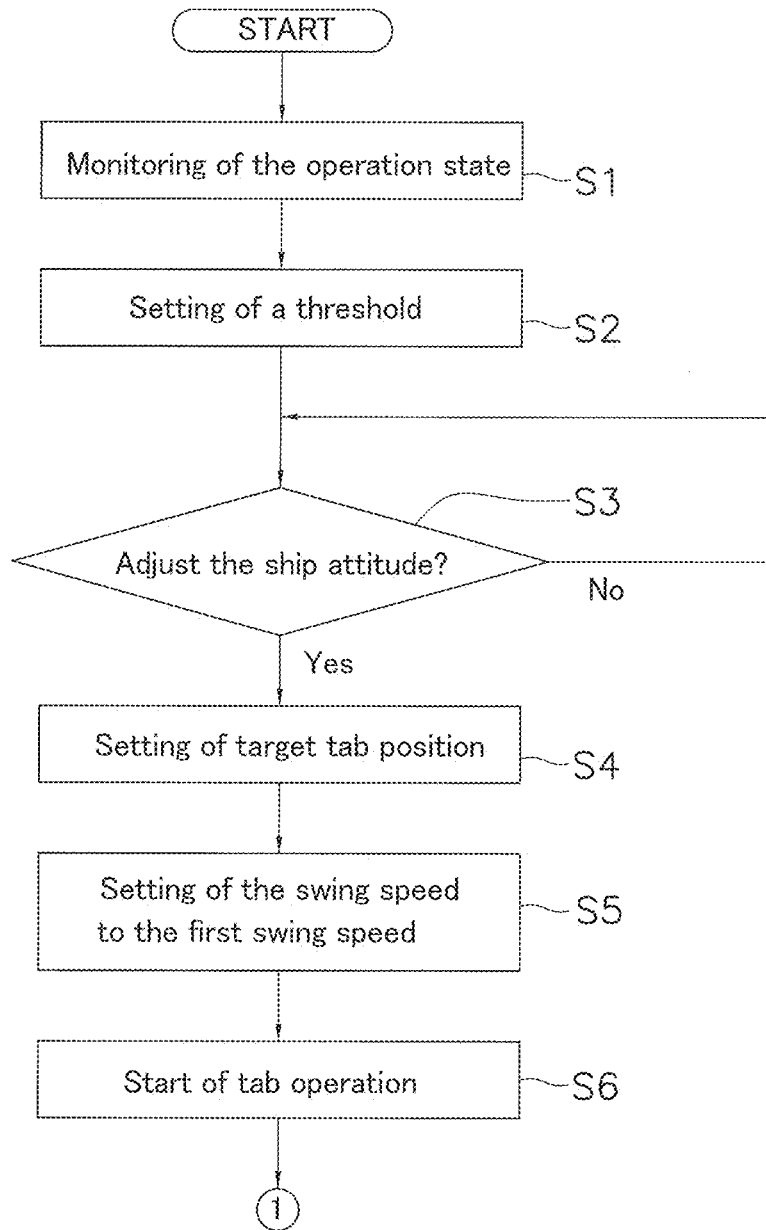 START
Monitoring of the operation state
S1
Setting of a threshold
S2
S3
Adjust the ship attitude?
No
Yes
Setting of target tab position
S4
Setting of the swing speed
to the first swing speed
S5
Start of tab operation
S6
1